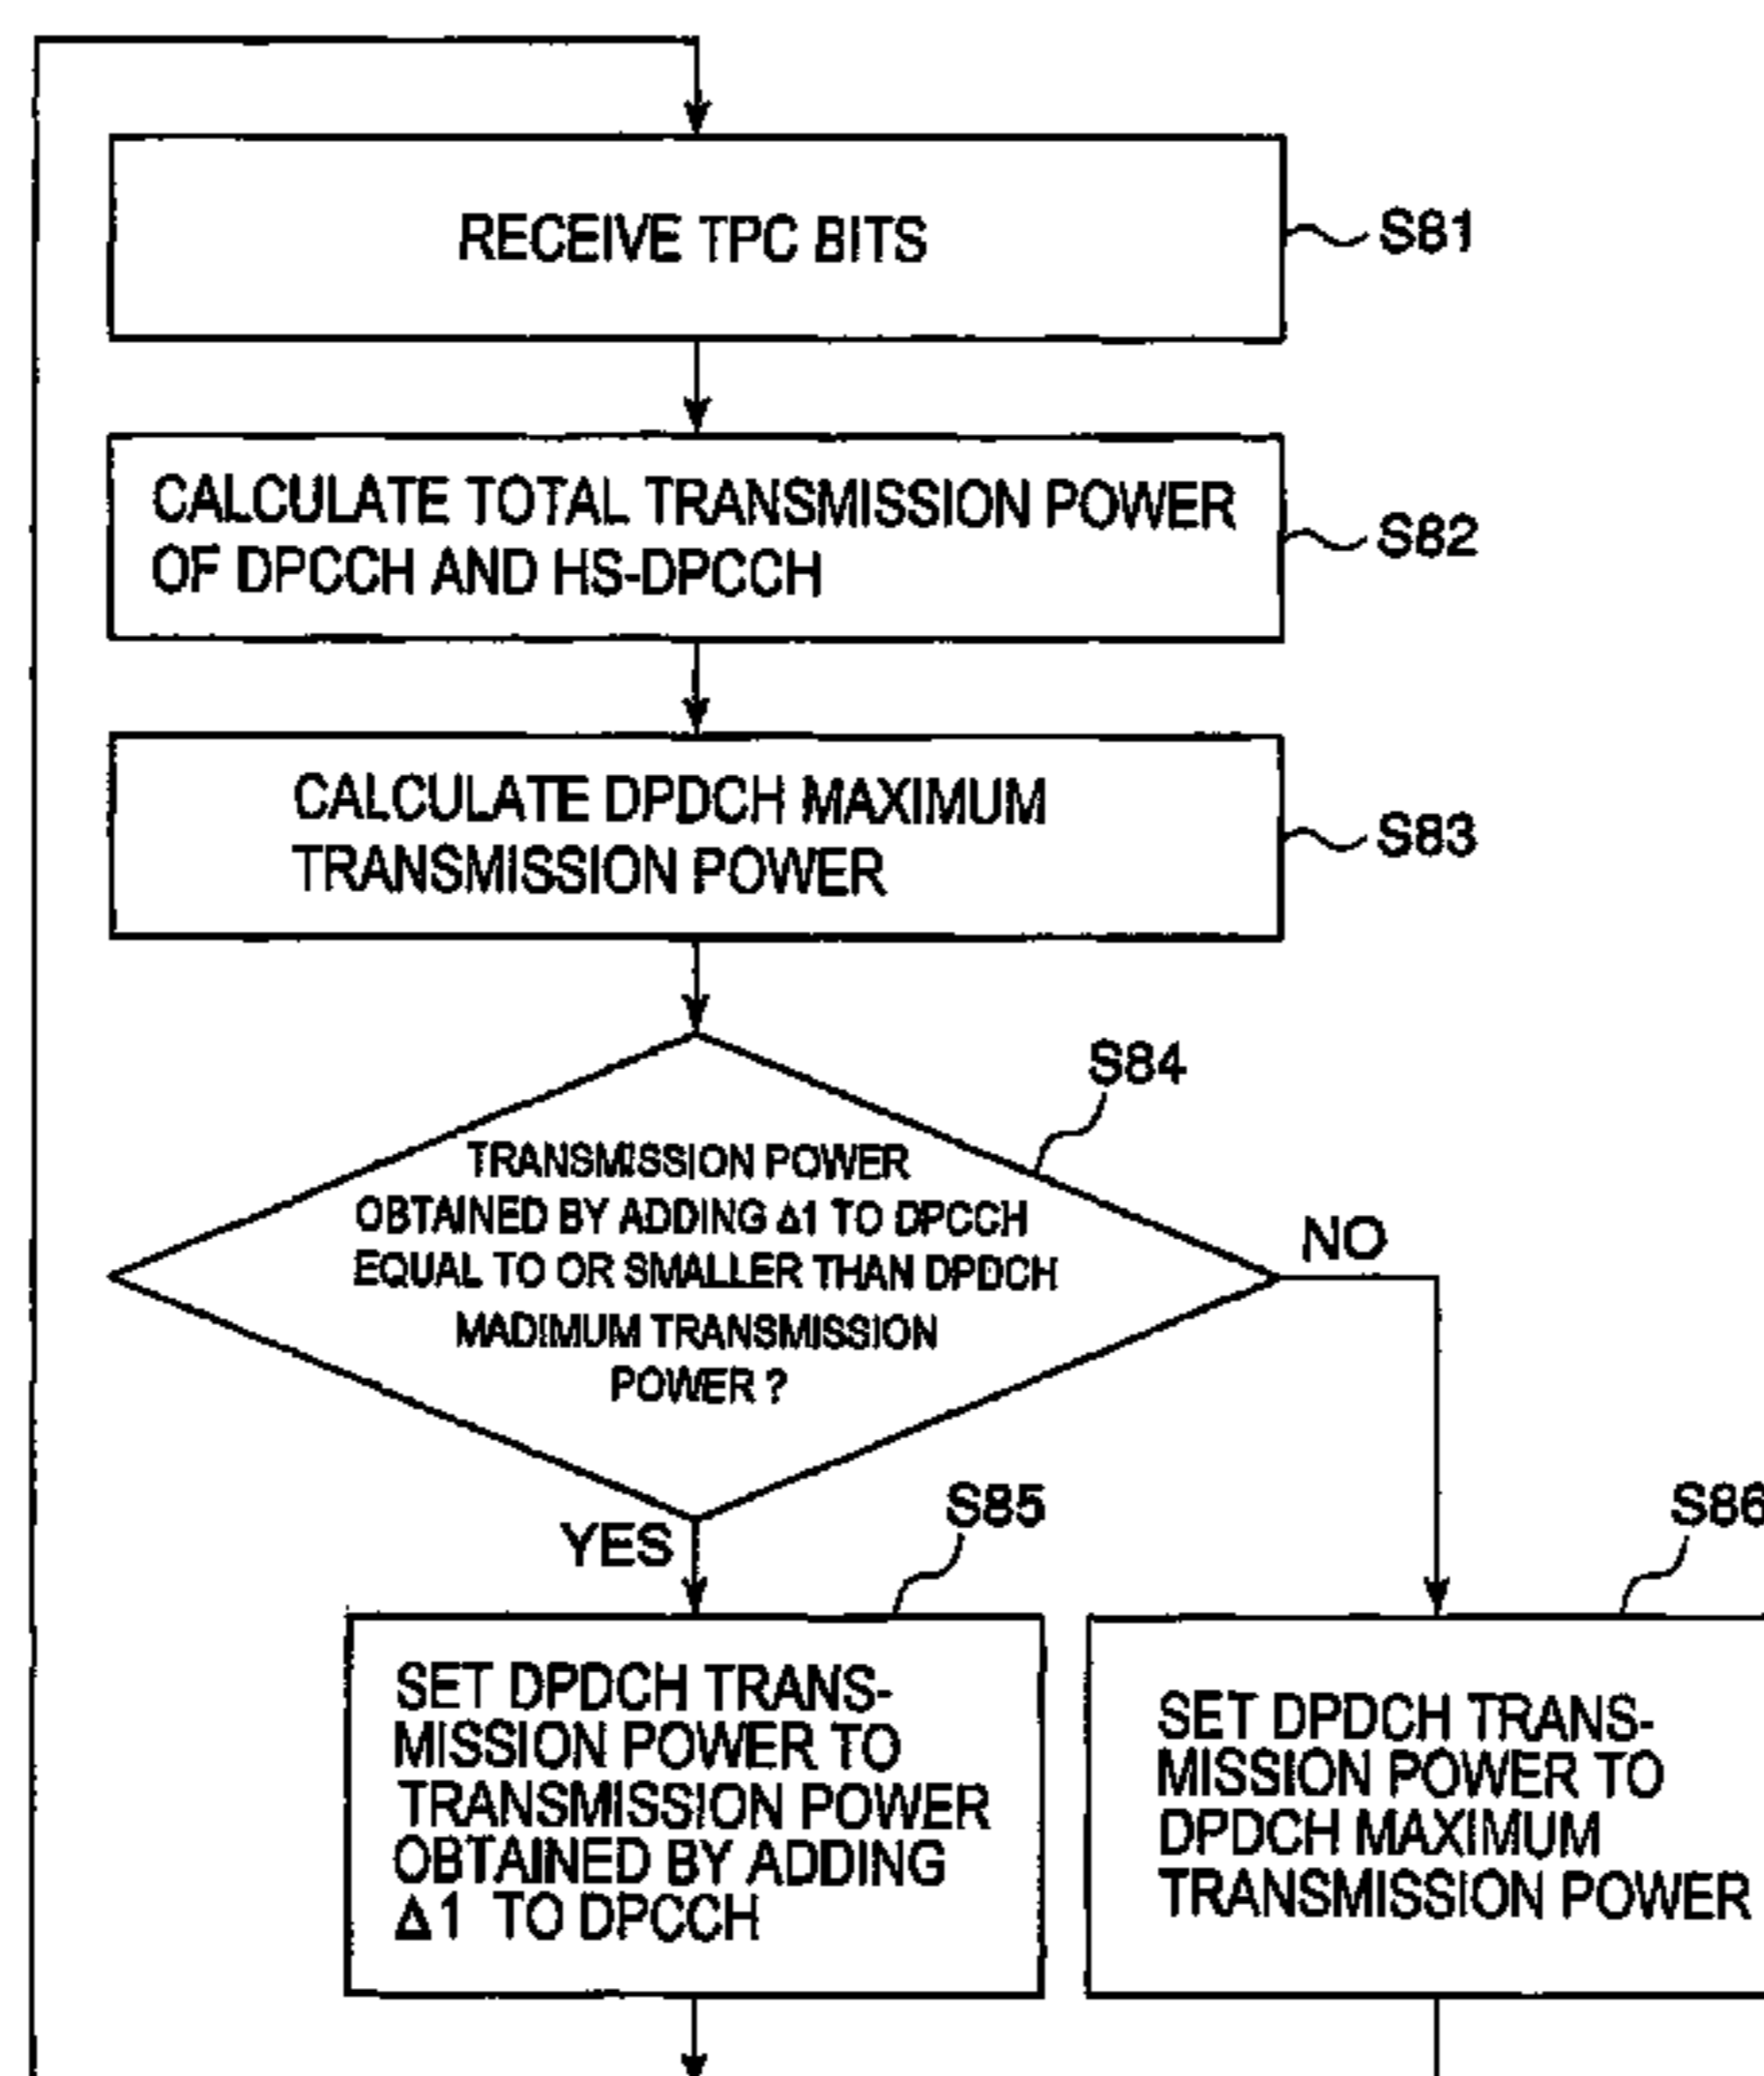 RECEIVE TPC BITS
S81
CALCULATE TOTAL TRANSMISSION POWER
OF DPCCH AND HS-DPCCH
S82
CALCULATE DPDCH MAXIMUM
TRANSMISSION POWER
S83
S84
TRANSMISSION POWER
OBTAINED BY ADDING Δ1 TO DPCCH
EQUAL TO OR SMALLER THAN DPDCH
MADIMUM TRANSMISSION
POWER ?
NO
YES
S85
SET DPDCH TRANS-
MISSION POWER TO
TRANSMISSION POWER
OBTAINED BY ADDING
Δ1 TO DPCCH
S86
SET DPDCH TRANS-
MISSION POWER TO
DPDCH MAXIMUM
TRANSMISSION POWER